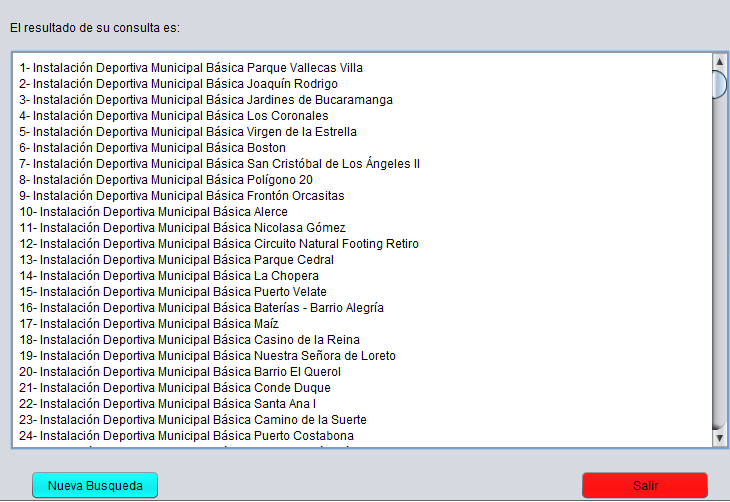 El resultado de su consulta es:
1- Instalación Deportiva Municipal Básica Parque Vallecas Villa
2- Instalación Deportiva Municipal Básica Joaquín Rodrigo
3- Instalación Deportiva Municipal Básica Jardines de Bucaramanga
4- Instalación Deportiva Municipal Básica Los Coronales
5- Instalación Deportiva Municipal Básica Virgen de la Estrella
6- Instalación Deportiva Municipal Básica Boston
7- Instalación Deportiva Municipal Básica San Cristóbal de Los Ángeles II
8- Instalación Deportiva Municipal Básica Polígono 20
9- Instalación Deportiva Municipal Básica Frontón Orcasitas
10- Instalación Deportiva Municipal Básica Alerce
11- Instalación Deportiva Municipal Básica Nicolasa Gómez
12- Instalación Deportiva Municipal Básica Circuito Natural Footing Retiro
13- Instalación Deportiva Municipal Básica Parque Cedral
14- Instalación Deportiva Municipal Básica La Chopera
15- Instalación Deportiva Municipal Básica Puerto Velate
16- Instalación Deportiva Municipal Básica Baterías - Barrio Alegría
17- Instalación Deportiva Municipal Básica Maíz
18- Instalación Deportiva Municipal Básica Casino de la Reina
19- Instalación Deportiva Municipal Básica Nuestra Señora de Loreto
20- Instalación Deportiva Municipal Básica Barrio El Querol
21- Instalación Deportiva Municipal Básica Conde Duque
22- Instalación Deportiva Municipal Básica Santa Ana I
23- Instalación Deportiva Municipal Básica Camino de la Suerte
24- Instalación Deportiva Municipal Básica Puerto Costabona
Nueva Busqueda
Salir